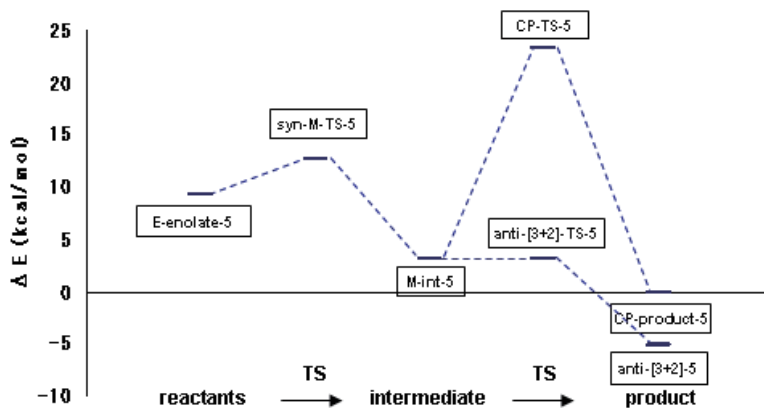 CP-TS-5
25
20
syn-M-TS-5
15
10
E-enolate-5
anti-[3+2]-TS-5
5
M-int-5
0
CP-product-5
-5
anti-[3+2]-5
-10
ΔE (kcal/mol)
TS
TS
reactants
intermediate
product